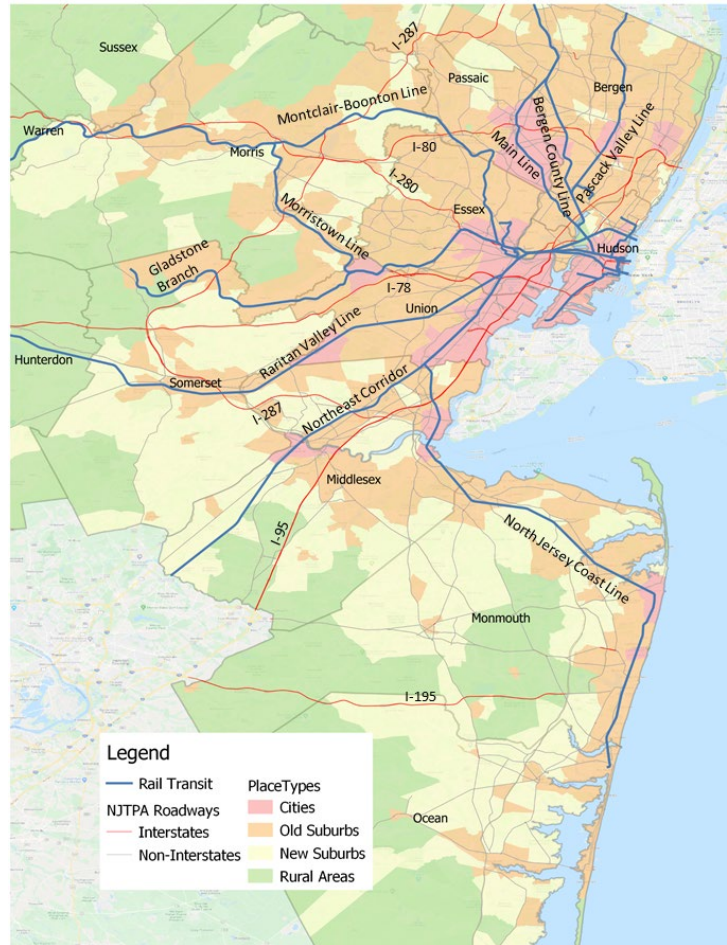 I-287
Sussex
Passaic
Bergen
Montclair-Boonton Line
Warren
Morris
I-80
Main Line
Bergen County Line
Pascack Valley Line
I-280
Essex
Morristown Line
Hudson
Gladstone
Branch
I-78
Union
Raritan Valley Line
Hunterdon
Somerset
I-287
Northeast Corridor
Middlesex
I-95
North Jersey Coast Line
Monmouth
I-195
Legend
Rail Transit
NJTPA Roadways
Interstates
Non-Interstates
PlaceTypes
Cities
Old Suburbs
New Suburbs
Rural Areas
Ocean